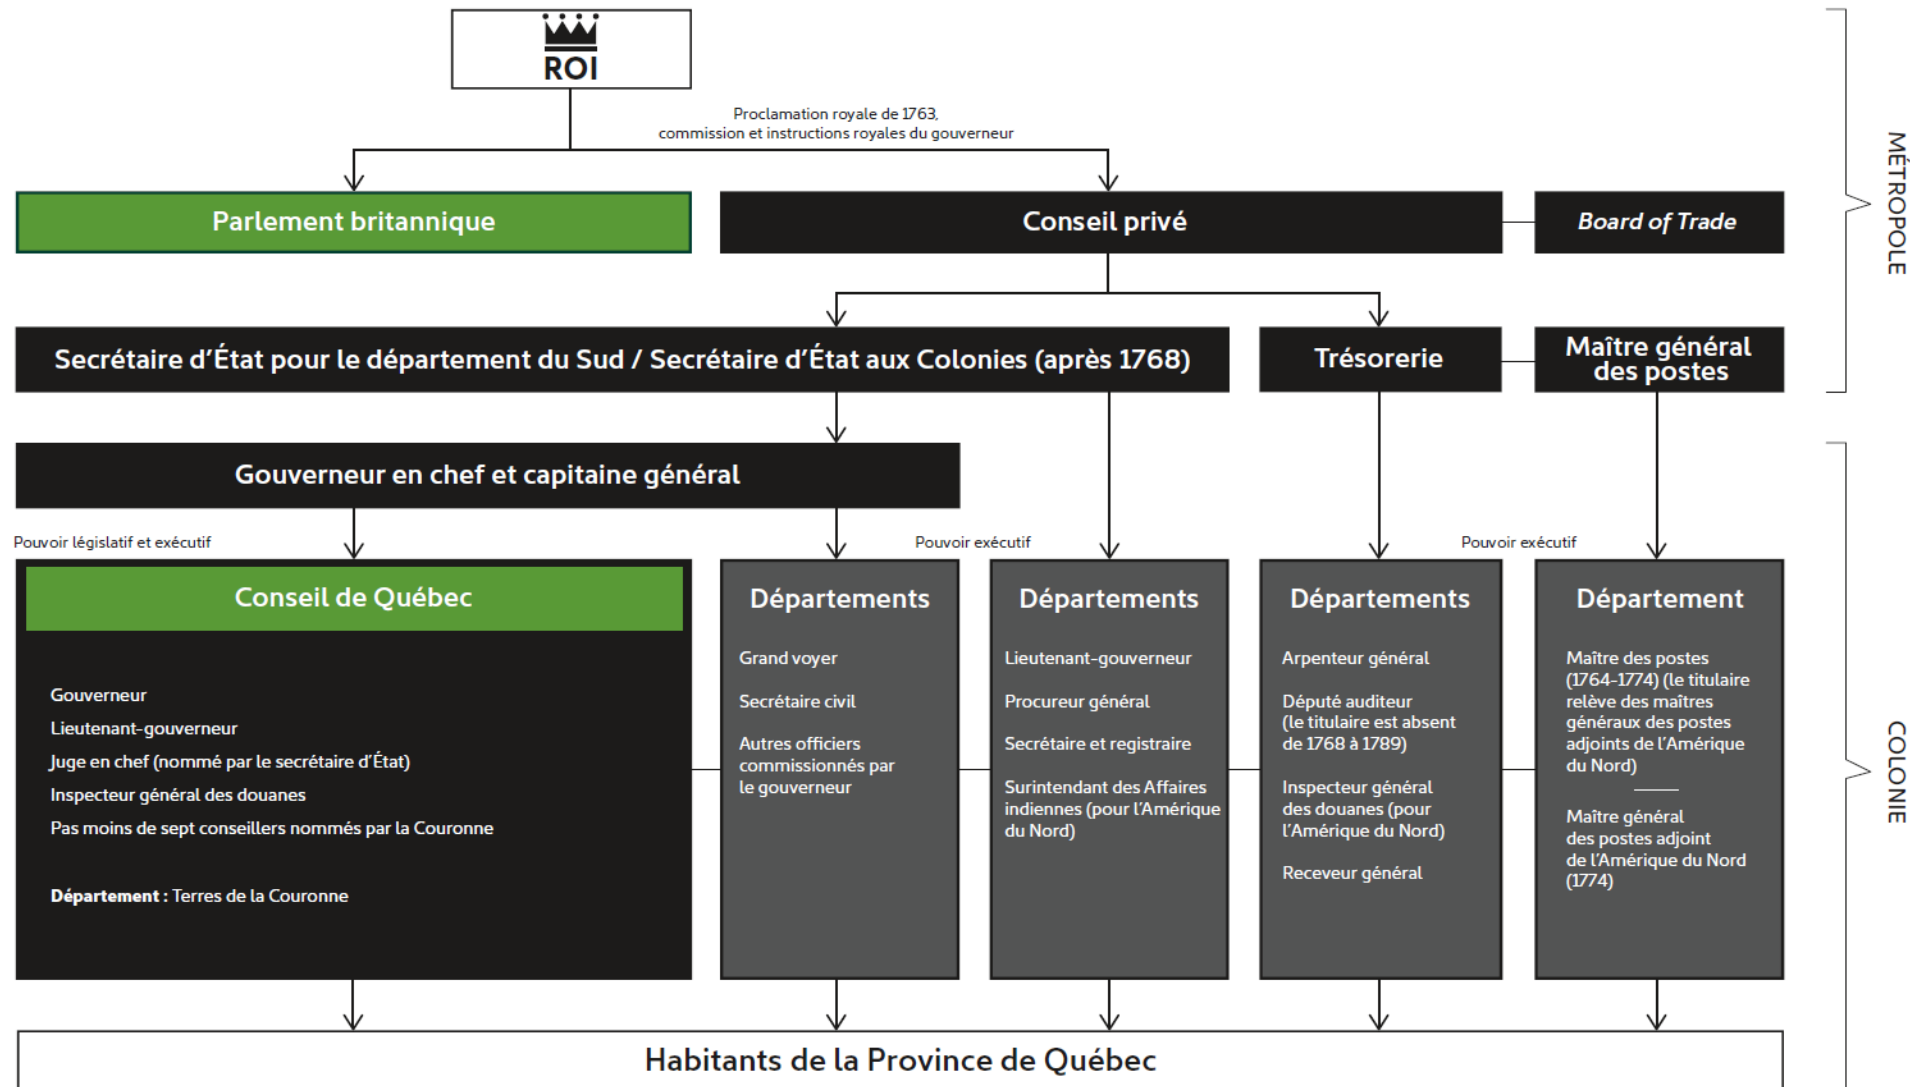 ROI
Proclamation royale de 1763,
commission et instructions royales du gouverneur
Parlement britannique
Conseil privé
Board of Trade
MÉTROPOLE
Secrétaire d'État pour le département du Sud / Secrétaire d'État aux Colonies (après 1768)
Trésorerie
Maître général
des postes
Gouverneur en chef et capitaine général
Pouvoir législatif et exécutif
Pouvoir exécutif
Pouvoir exécutif
Conseil de Québec
Gouverneur
Lieutenant-gouverneur
Juge en chef (nommé par le secrétaire d'État)
Inspecteur général des douanes
Pas moins de sept conseillers nommés par la Couronne
Département : Terres de la Couronne
Départements
Grand voyer
Secrétaire civil
Autres officiers
commissionnés par
le gouverneur
Départements
Lieutenant-gouverneur
Procureur général
Secrétaire et registraire
Surintendant des Affaires
indiennes (pour l'Amérique
du Nord)
Départements
Arpenteur général
Député auditeur
(le titulaire est absent
de 1768 à 1789)
Inspecteur général
des douanes (pour
l'Amérique du Nord)
Receveur général
Département
Maître des postes
(1764-1774) (le titulaire
relève des maîtres
généraux des postes
adjoints de l'Amérique
du Nord)
Maître général
des postes adjoint
de l'Amérique du Nord
(1774)
COLONIE
Habitants de la Province de Québec